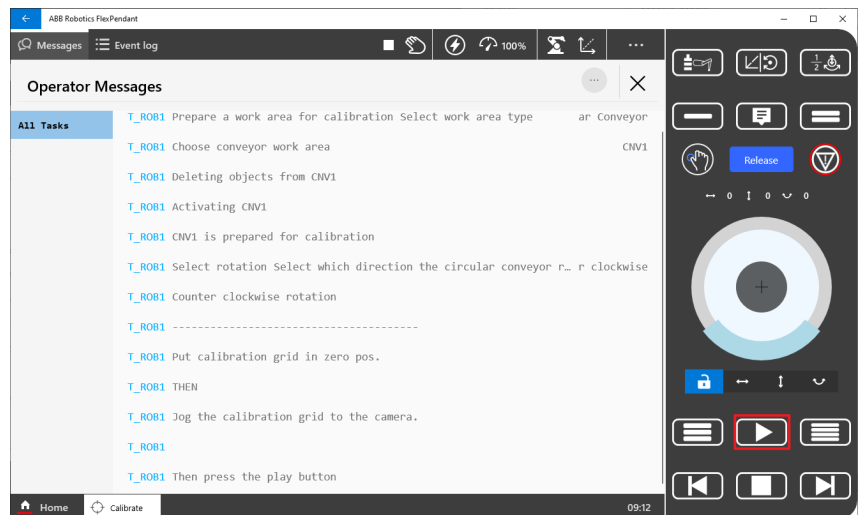 ABB Robotics FlexPendant
Messages Event log 100% ...
Operator Messages ...
All Tasks
T_ROB1 Prepare a work area for calibration Select work area type ar Conveyor
T_ROB1 Choose conveyor work area CNV1
T_ROB1 Deleting objects from CNV1
T_ROB1 Activating CNV1
T_ROB1 CNV1 is prepared for calibration
T_ROB1 Select rotation Select which direction the circular conveyor r… r clockwise
T_ROB1 Counter clockwise rotation
T_ROB1 ---------------------------------------
T_ROB1 Put calibration grid in zero pos.
T_ROB1 THEN
T_ROB1 Jog the calibration grid to the camera.
T_ROB1
T_ROB1 Then press the play button
Home Calibrate 09:12
1
2
Release
0 0 0